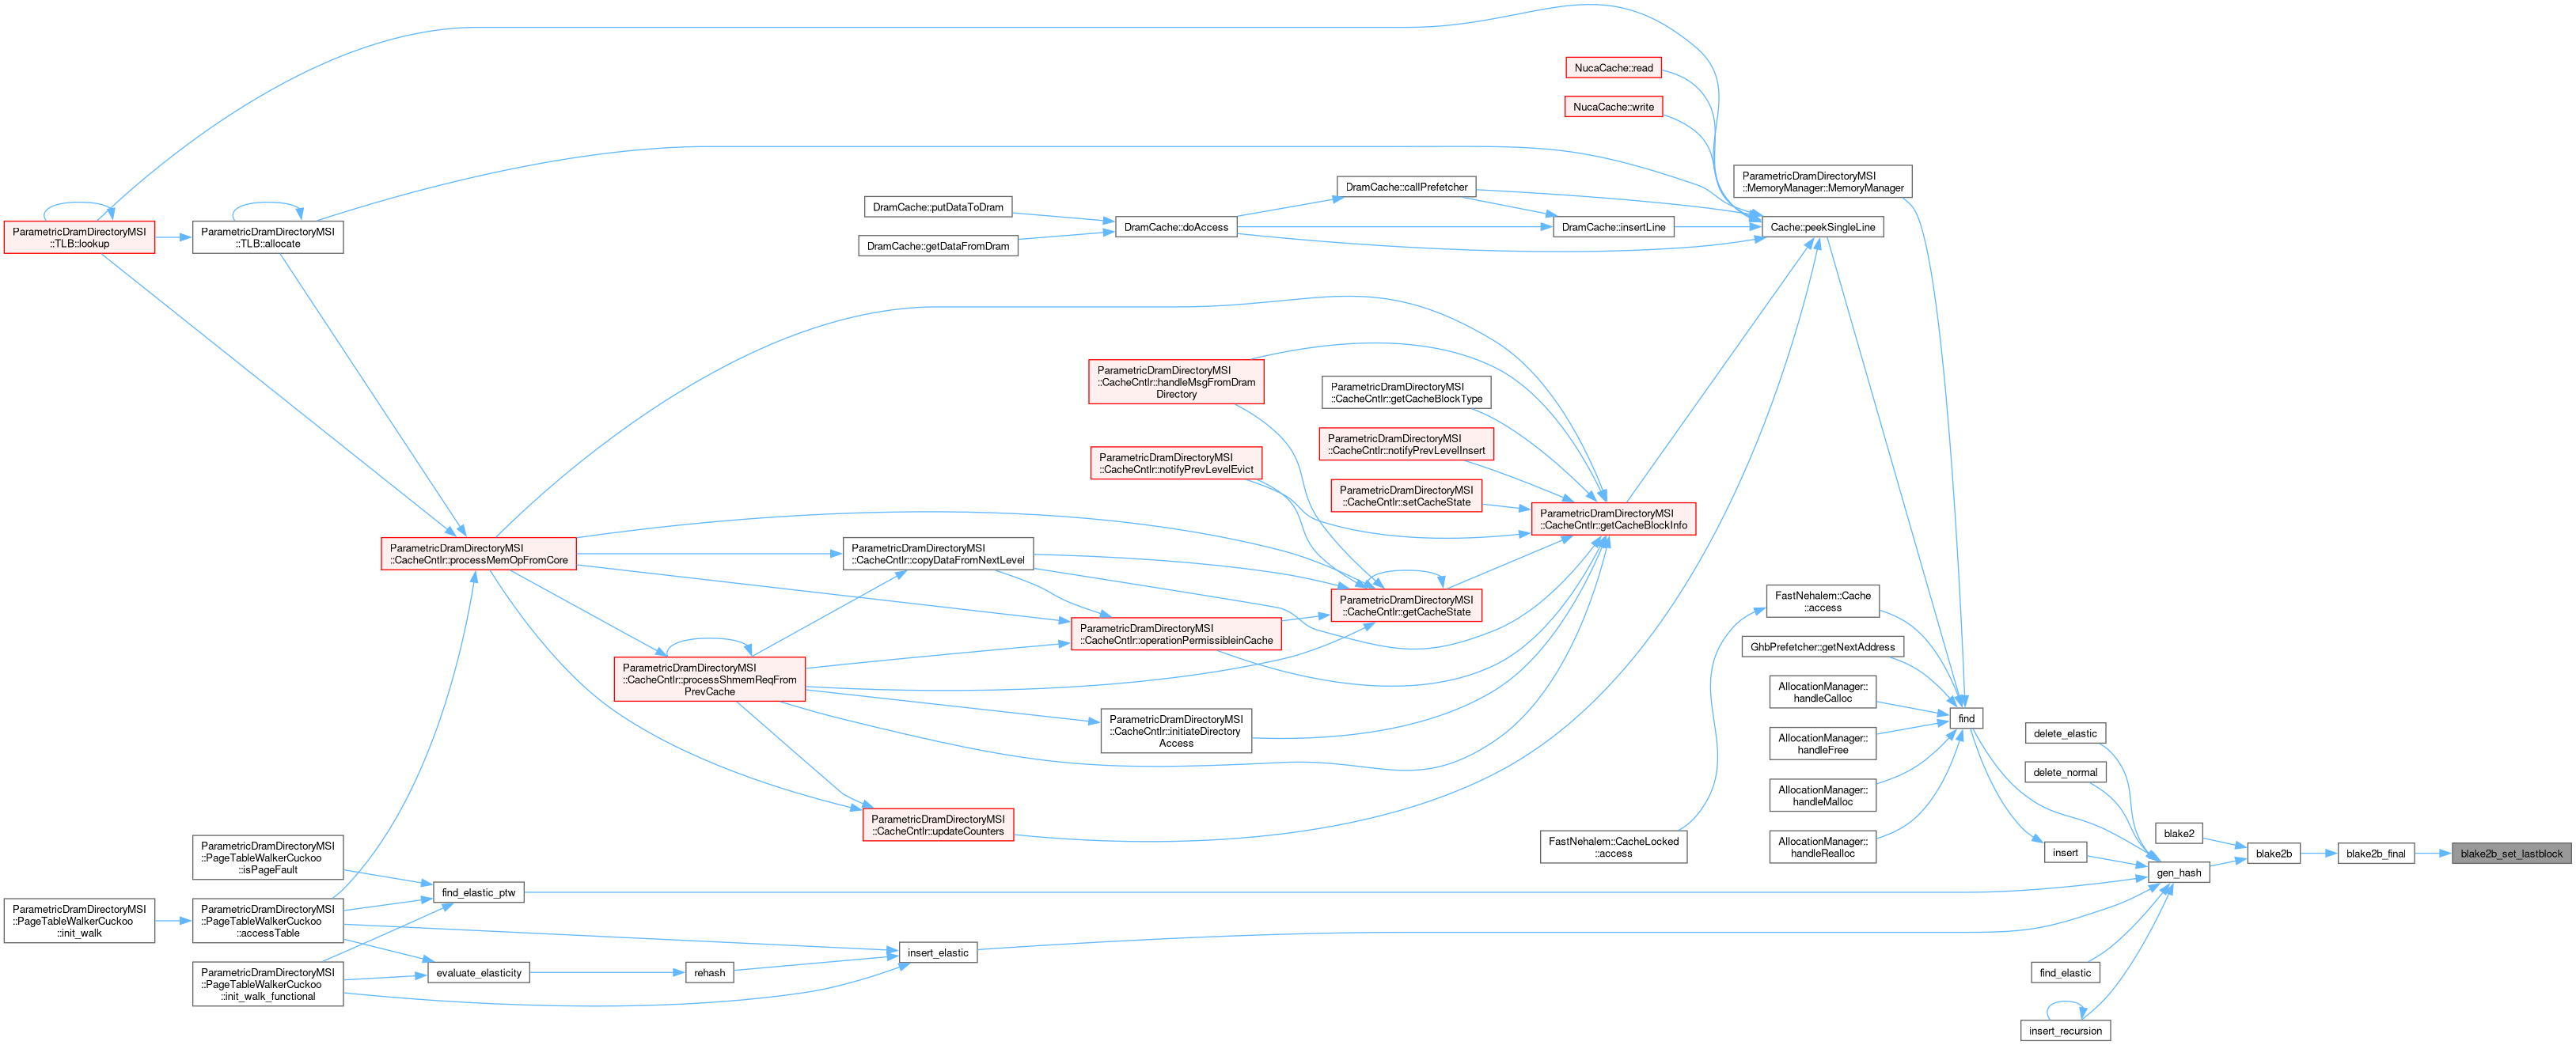 NucaCache::read
NucaCache::write
ParametricDramDirectoryMSI
::MemoryManager::MemoryManager
DramCache::callPrefetcher
DramCache::putDataToDram
DramCache::doAccess
DramCache::insertLine
Cache::peekSingleLine
ParametricDramDirectoryMSI
::TLB::lookup
ParametricDramDirectoryMSI
::TLB::allocate
DramCache::getDataFromDram
ParametricDramDirectoryMSI
::CacheCntlr::handleMsgFromDram
Directory
ParametricDramDirectoryMSI
::CacheCntlr::getCacheBlockType
ParametricDramDirectoryMSI
::CacheCntlr::notifyPrevLevelInsert
ParametricDramDirectoryMSI
::CacheCntlr::notifyPrevLevelEvict
ParametricDramDirectoryMSI
::CacheCntlr::setCacheState
ParametricDramDirectoryMSI
::CacheCntlr::getCacheBlockInfo
ParametricDramDirectoryMSI
::CacheCntlr::processMemOpFromCore
ParametricDramDirectoryMSI
::CacheCntlr::copyDataFromNextLevel
ParametricDramDirectoryMSI
::CacheCntlr::getCacheState
ParametricDramDirectoryMSI
::CacheCntlr::operationPermissibleinCache
FastNehalem::Cache
::access
GhbPrefetcher::getNextAddress
ParametricDramDirectoryMSI
::CacheCntlr::processShmemReqFrom
PrevCache
AllocationManager::
handleCalloc
ParametricDramDirectoryMSI
::CacheCntlr::initiateDirectory
Access
find
AllocationManager::
handleFree
delete_elastic
delete_normal
AllocationManager::
handleMalloc
ParametricDramDirectoryMSI
::CacheCntlr::updateCounters
AllocationManager::
handleRealloc
FastNehalem::CacheLocked
::access
blake2
insert
blake2b
blake2b_final
blake2b_set_lastblock
gen_hash
ParametricDramDirectoryMSI
::PageTableWalkerCuckoo
::isPageFault
find_elastic_ptw
ParametricDramDirectoryMSI
::PageTableWalkerCuckoo
::init_walk
ParametricDramDirectoryMSI
::PageTableWalkerCuckoo
::accessTable
insert_elastic
evaluate_elasticity
rehash
find_elastic
ParametricDramDirectoryMSI
::PageTableWalkerCuckoo
::init_walk_functional
insert_recursion